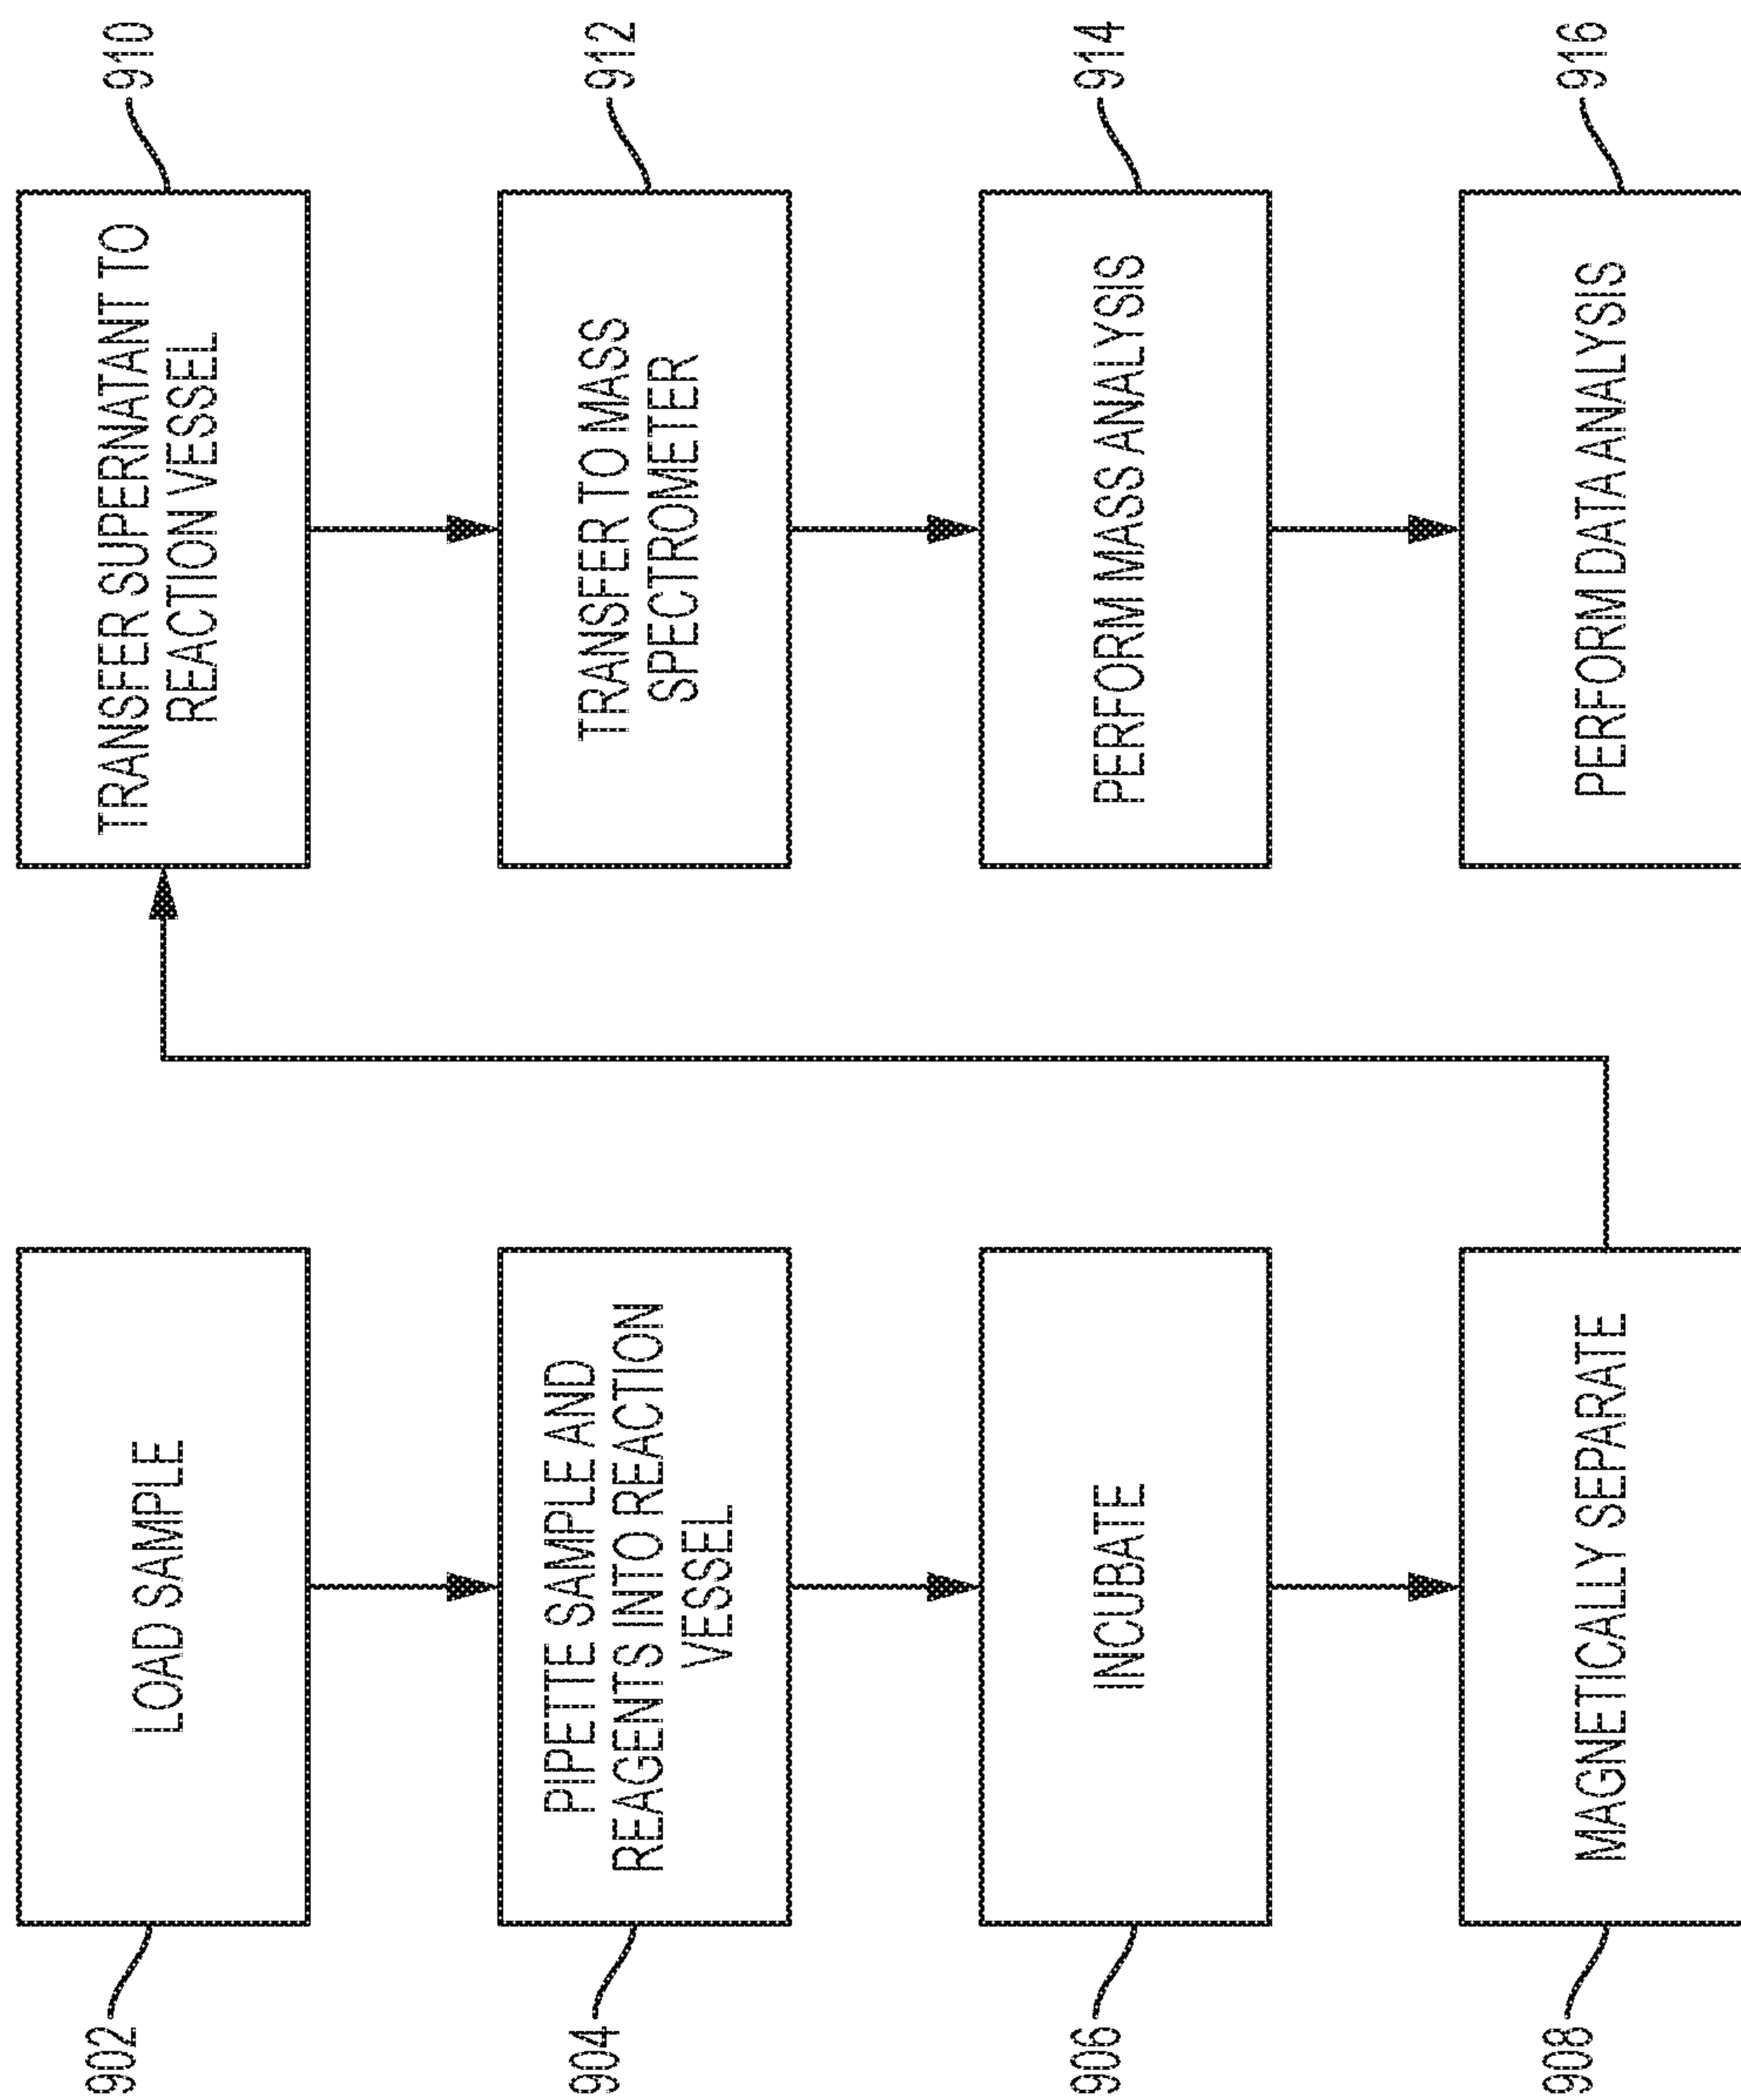 902
LOAD SAMPLE
904
PIPETTE SAMPLE AND
REAGENTS INTO REACTION
VESSEL
906
INCUBATE
908
MAGNETICALLY SEPARATE
TRANSFER SUPERNATANT TO
REACTION VESSEL
910
TRANSFER TO MASS
SPECTROMETER
912
PERFORM MASS ANALYSIS
914
PERFORM DATA ANALYSIS
916